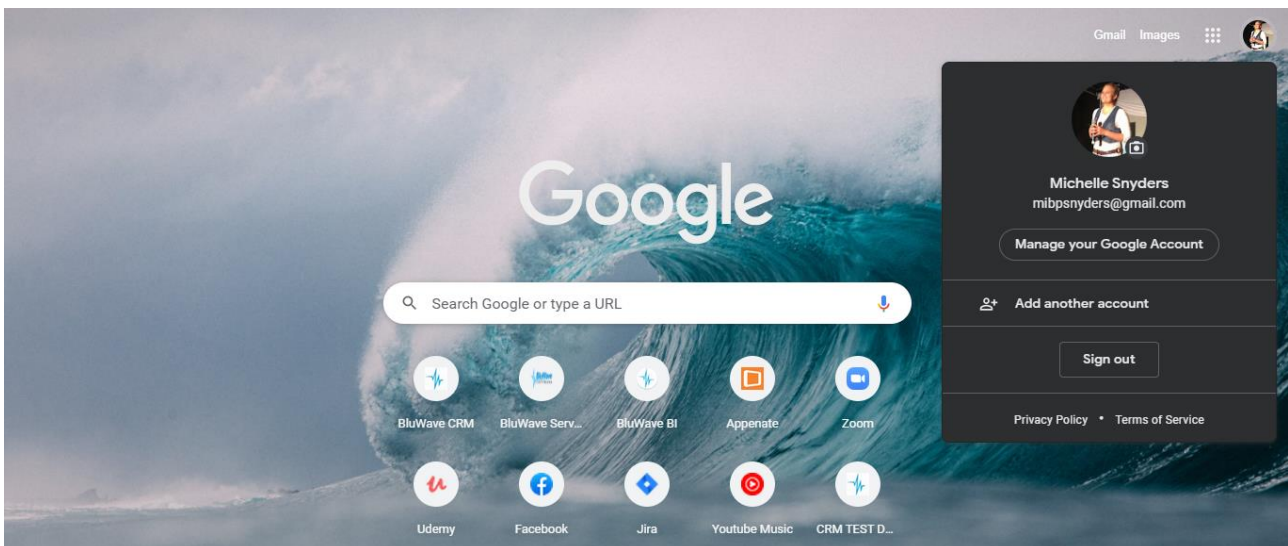 Gmail Images
Michelle Snyders
mibpsnyders@gmail.com
Manage your Google Account
Add another account
Sign out
Privacy Policy • Terms of Service
Google
Search Google or type a URL
BluWave CRM
BluWave Serv...
BluWave BI
Appenate
Zoom
Udemy
Facebook
Jira
Youtube Music
CRM TEST D...